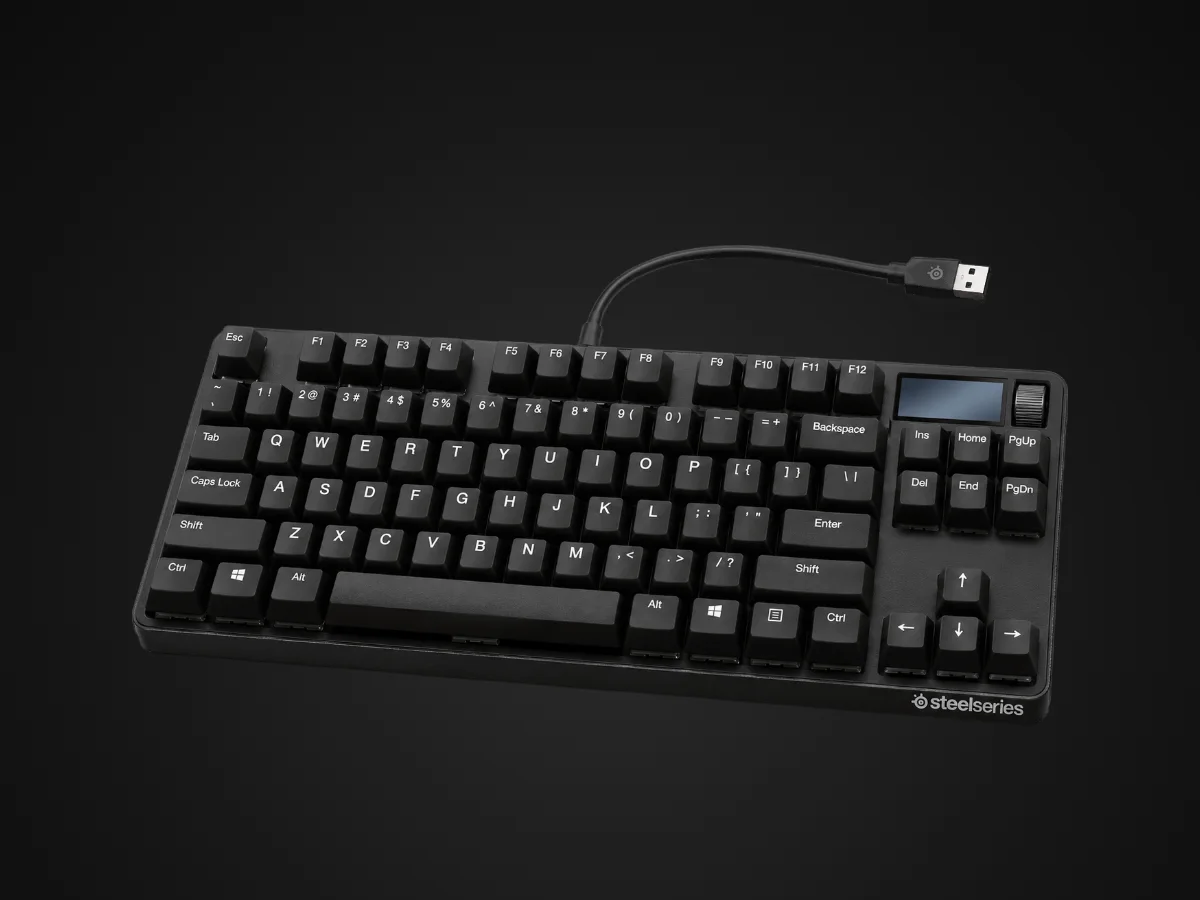 Esc F1 F2 F3 F4 F5 F6 F7 F8 F9 F10 F11 F12
~ ` 1 ! 2 @ 3 # 4 $ 5 % 6 ^ 7 & 8 * 9 ( 0 ) - – = + Backspace
Ins Home PgUp
Tab Q W E R T Y U I O P [ { ] } \ |
Del End PgDn
Caps Lock A S D F G H J K L ; : ' " Enter
Shift Z X C V B N M , < . > / ? Shift ↑
Ctrl Alt Alt Ctrl ← ↓ →
steelseries